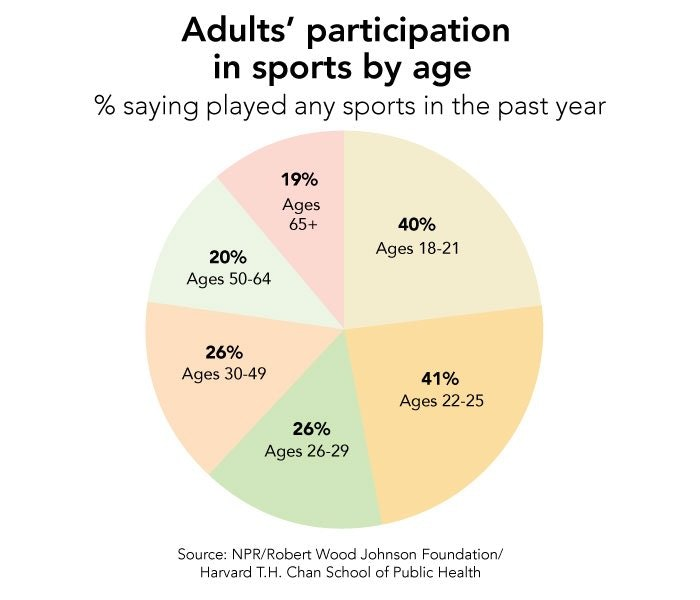 Adults’ participation
in sports by age
% saying played any sports in the past year
19%
Ages
65+
40%
Ages 18-21
20%
Ages 50-64
26%
Ages 30-49
41%
Ages 22-25
26%
Ages 26-29
Source: NPR/Robert Wood Johnson Foundation/
Harvard T.H. Chan School of Public Health